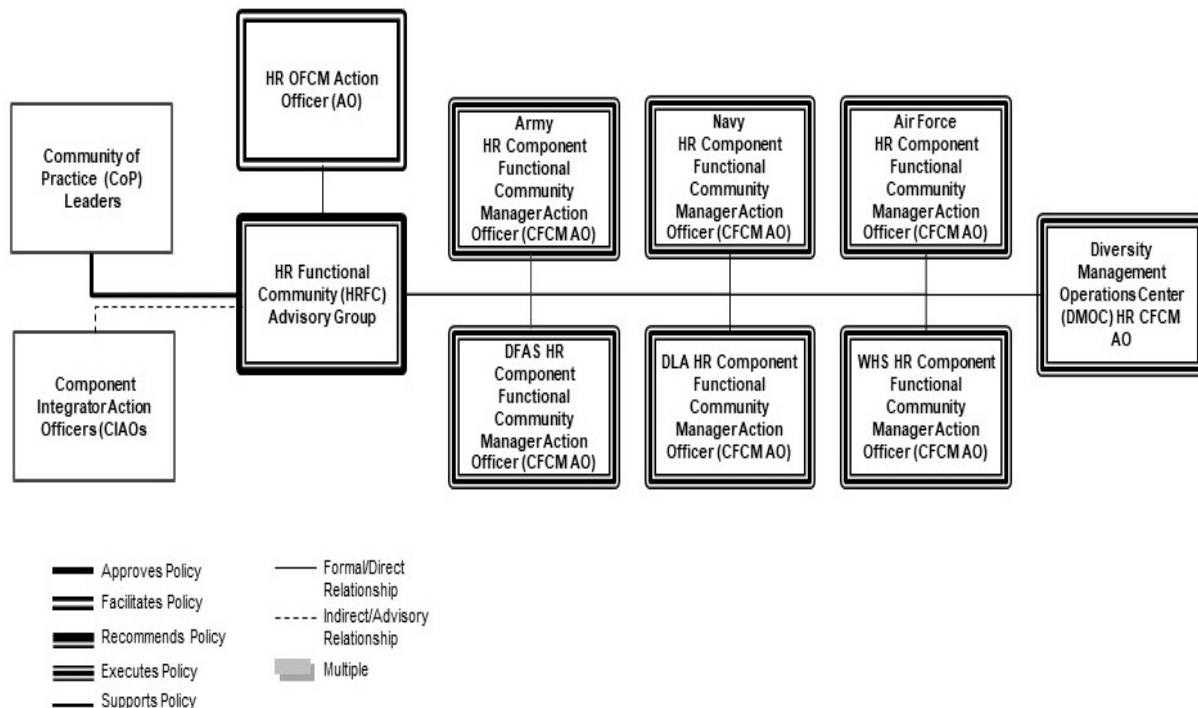 HR OFCM Action
Officer (AO)
Community of
Practice (CoP)
Leaders
Army
HR Component
Functional
Community
Manager Action
Officer (CFCM AO)
Navy
HR Component
Functional
Community
Manager Action
Officer (CFCM AO)
Air Force
HR Component
Functional
Community
Manager Action
Officer (CFCM AO)
HR Functional
Community (HRFC)
Advisory Group
Diversity
Management
Operations Center
(DMOC) HR CFCM
AO
Component
Integrator Action
Officers (CIAOs
DFAS HR
Component
Functional
Community
Manager Action
Officer (CFCM AO)
DLA HR Component
Functional
Community
Manager Action
Officer (CFCM AO)
WHS HR Component
Functional
Community
Manager Action
Officer (CFCM AO)
Approves Policy
Facilitates Policy
Recommends Policy
Executes Policy
Supports Policy
Formal/Direct
Relationship
Indirect/Advisory
Relationship
Multiple